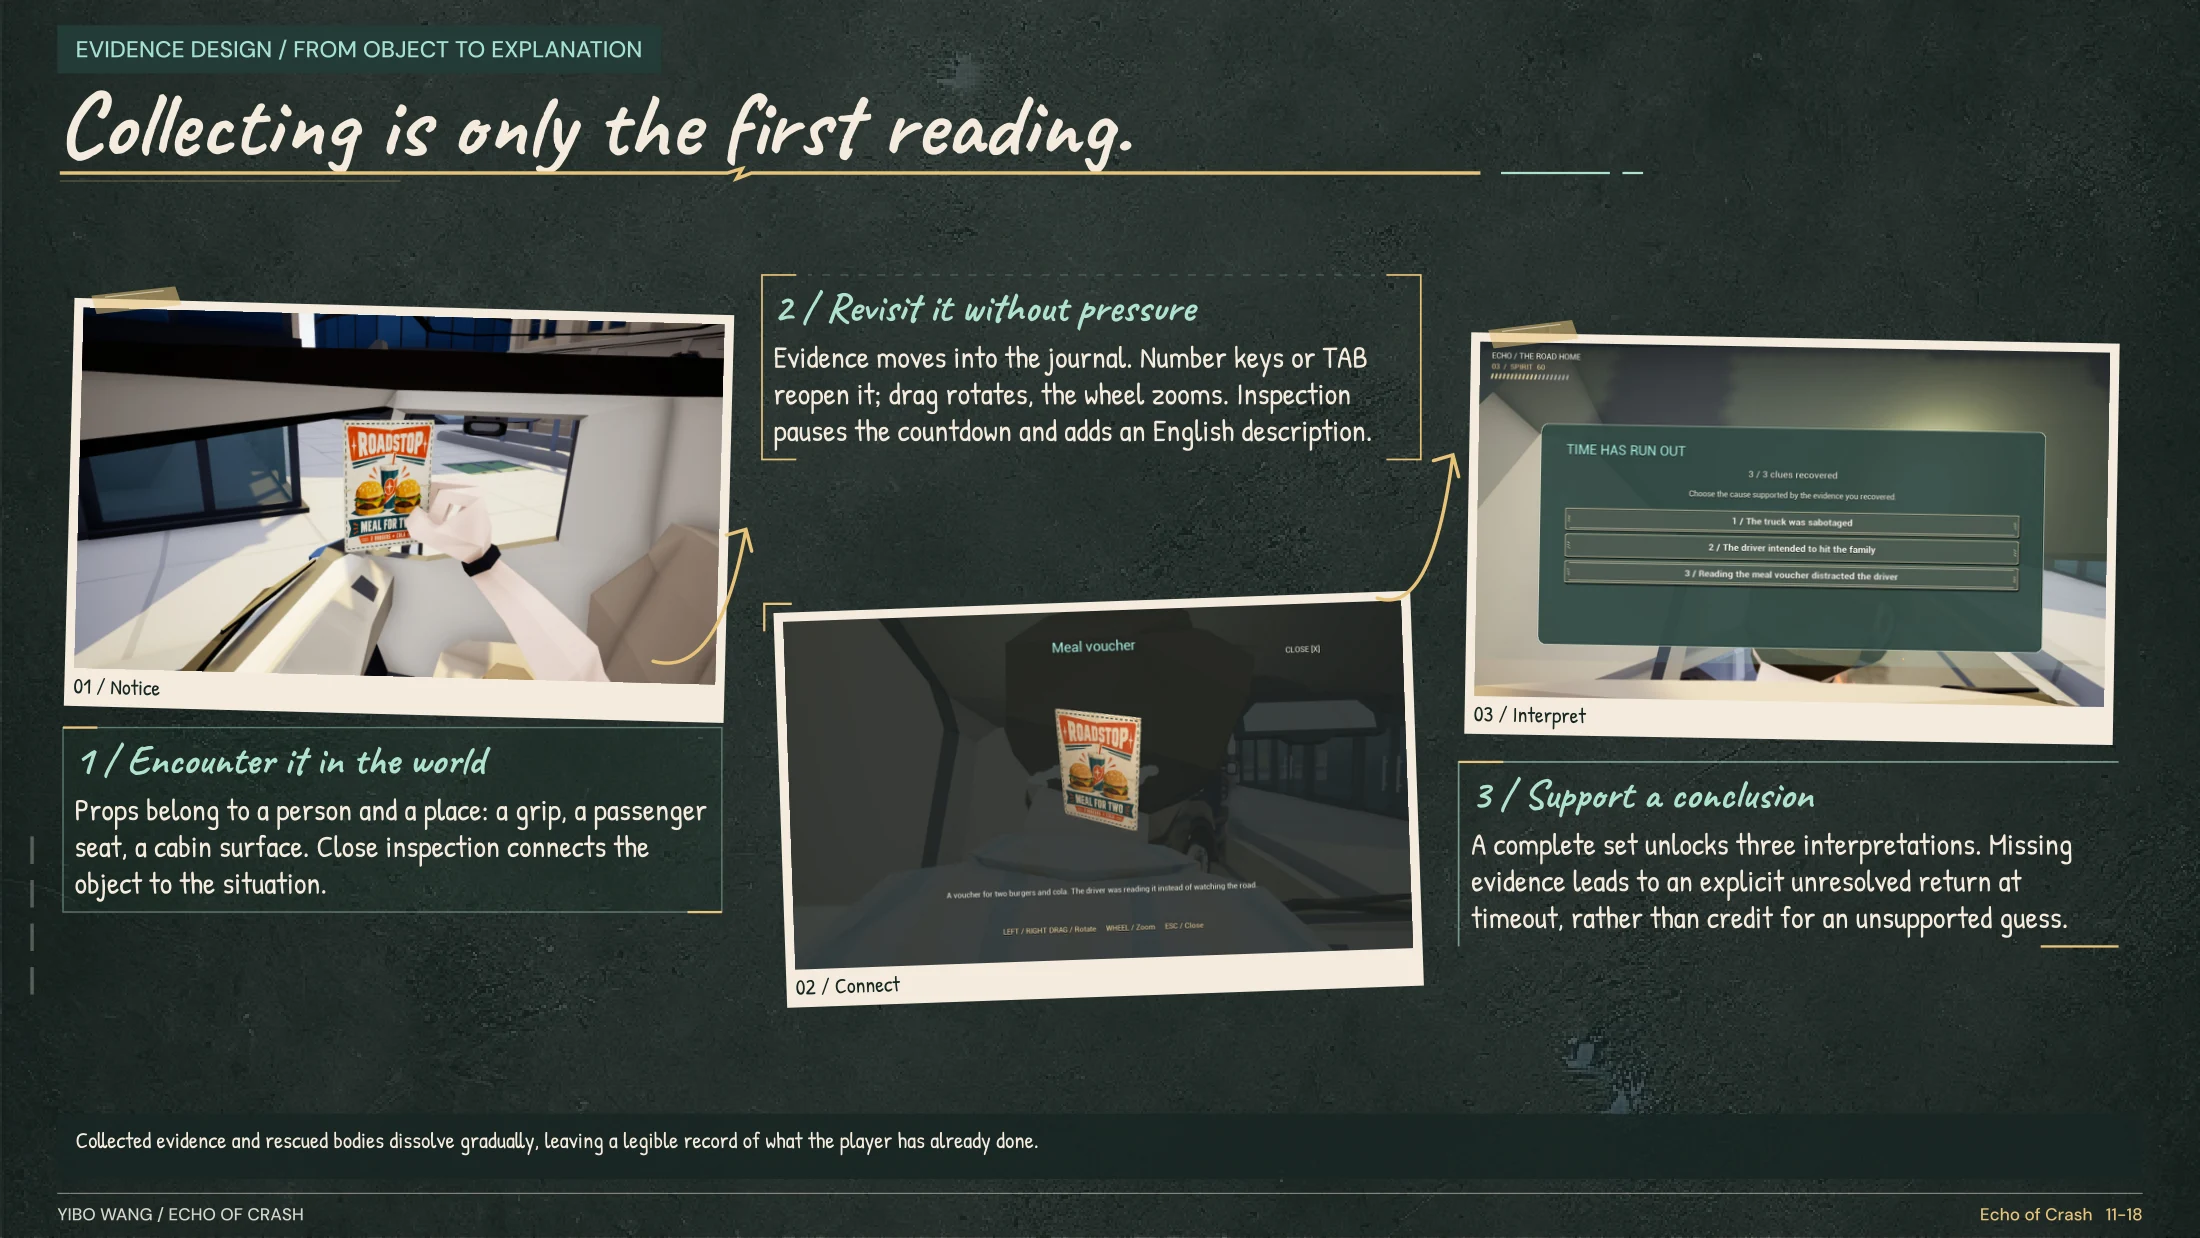 EVIDENCE DESIGN / FROM OBJECT TO EXPLANATION
Collecting is only the first reading.
ROADSTOP
MEAL FOR TW
01 / Notice
1 / Encounter it in the world
Props belong to a person and a place: a grip, a passenger
seat, a cabin surface. Close inspection connects the
object to the situation.
2 / Revisit it without pressure
Evidence moves into the journal. Number keys or TAB
reopen it; drag rotates, the wheel zooms. Inspection
pauses the countdown and adds an English description.
Meal voucher
CLOSE [X]
ROADSTOP
MEAL FOR TWO
A voucher for two burgers and cola. The driver was reading it instead of watching the road.
LEFT / RIGHT DRAG / Rotate WHEEL / Zoom ESC / Close
02 / Connect
ECHO / THE ROAD HOME
03 / SPIRIT 60
TIME HAS RUN OUT
3 / 3 clues recovered
Choose the cause supported by the evidence you recovered.
1 / The truck was sabotaged
2 / The driver intended to hit the family
3 / Reading the meal voucher distracted the driver
03 / Interpret
3 / Support a conclusion
A complete set unlocks three interpretations. Missing
evidence leads to an explicit unresolved return at
timeout, rather than credit for an unsupported guess.
Collected evidence and rescued bodies dissolve gradually, leaving a legible record of what the player has already done.
YIBO WANG / ECHO OF CRASH
Echo of Crash 11-18